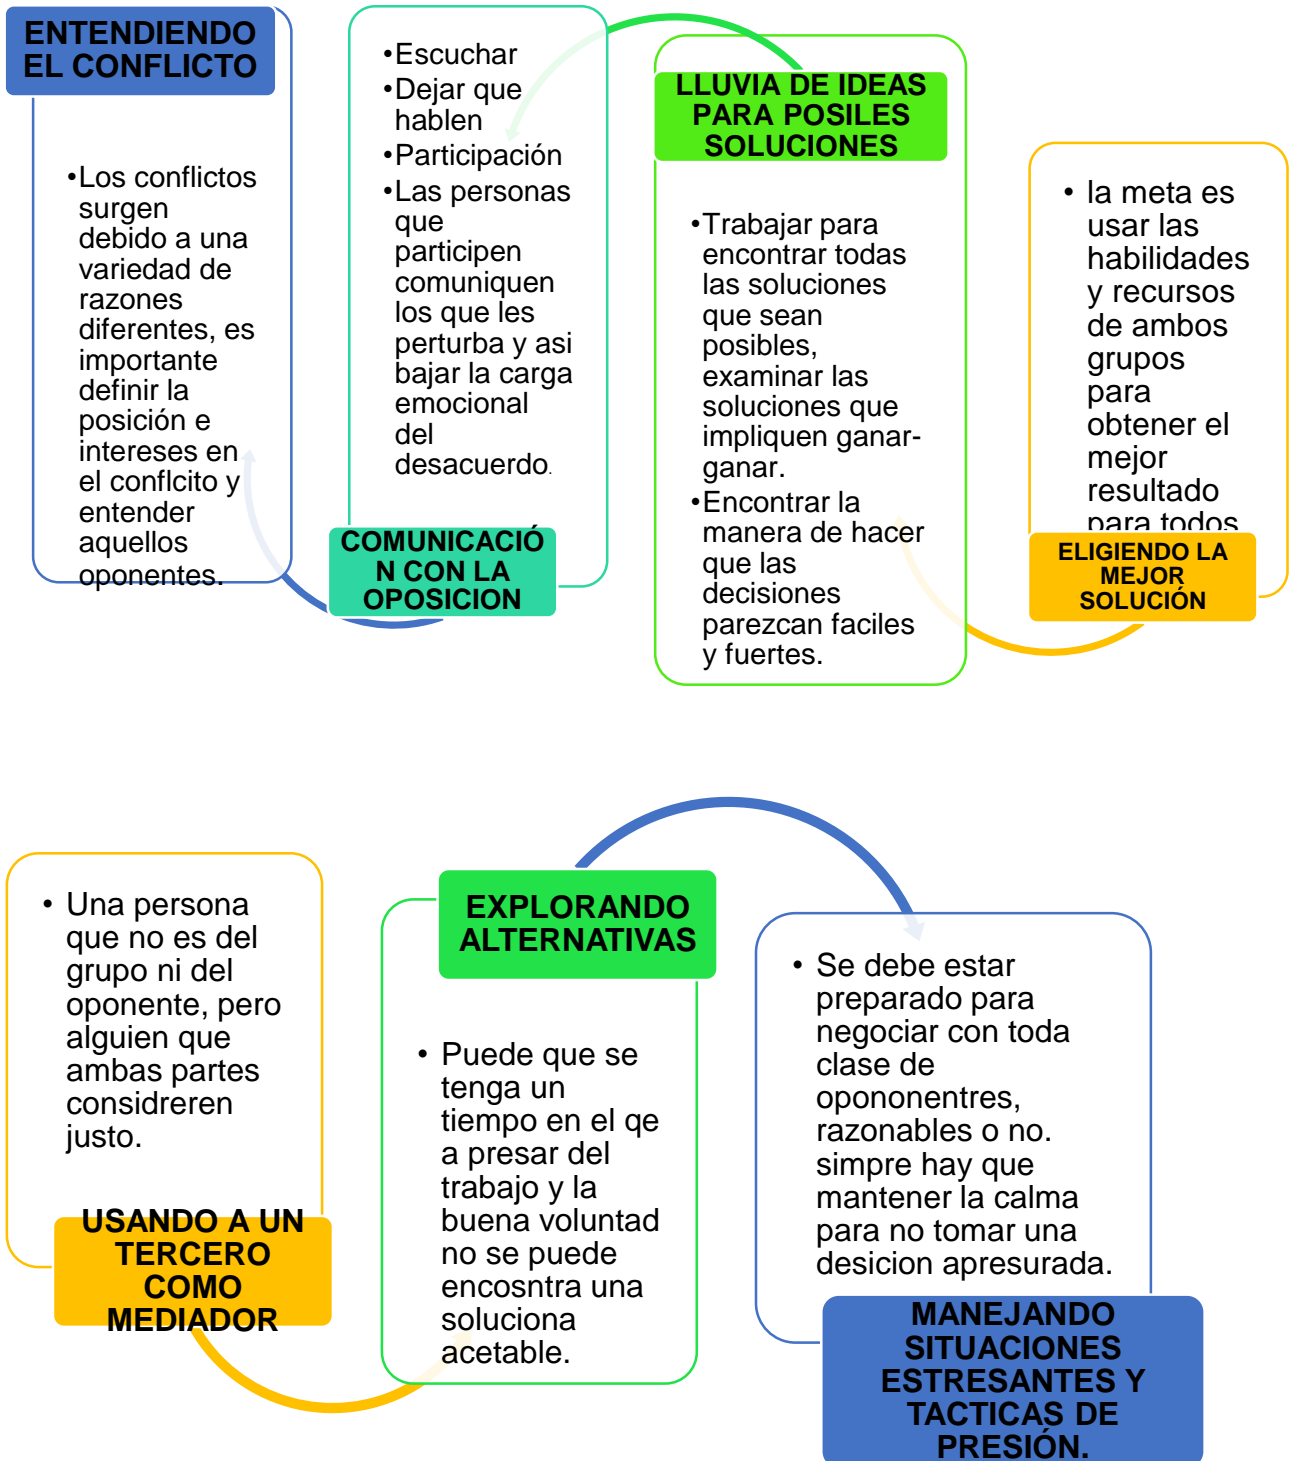 ENTENDIENDO
EL CONFLICTO
•Los conflictos
surgen
debido a una
variedad de
razones
diferentes, es
importante
definir la
posición e
intereses en
el conflcito y
entender
aquellos
oponentes.
•Escuchar
•Dejar que
hablen
•Participación
•Las personas
que
participen
comuniquen
los que les
perturba y asi
bajar la carga
emocional
del
desacuerdo.
COMUNICACIÓ
N CON LA
OPOSICION
LLUVIA DE IDEAS
PARA POSILES
SOLUCIONES
•Trabajar para
encontrar todas
las soluciones
que sean
posibles,
examinar las
soluciones que
impliquen ganar-
ganar.
•Encontrar la
manera de hacer
que las
decisiones
parezcan faciles
y fuertes.
• la meta es
usar las
habilidades
y recursos
de ambos
grupos
para
obtener el
mejor
resultado
para todos
ELIGIENDO LA
MEJOR
SOLUCIÓN
• Una persona
que no es del
grupo ni del
oponente, pero
alguien que
ambas partes
considreren
justo.
USANDO A UN
TERCERO
COMO
MEDIADOR
EXPLORANDO
ALTERNATIVAS
• Puede que se
tenga un
tiempo en el qe
a presar del
trabajo y la
buena voluntad
no se puede
encosntra una
soluciona
acetable.
• Se debe estar
preparado para
negociar con toda
clase de
opononentres,
razonables o no.
simpre hay que
mantener la calma
para no tomar una
desicion apresurada.
MANEJANDO
SITUACIONES
ESTRESANTES Y
TACTICAS DE
PRESIÓN.